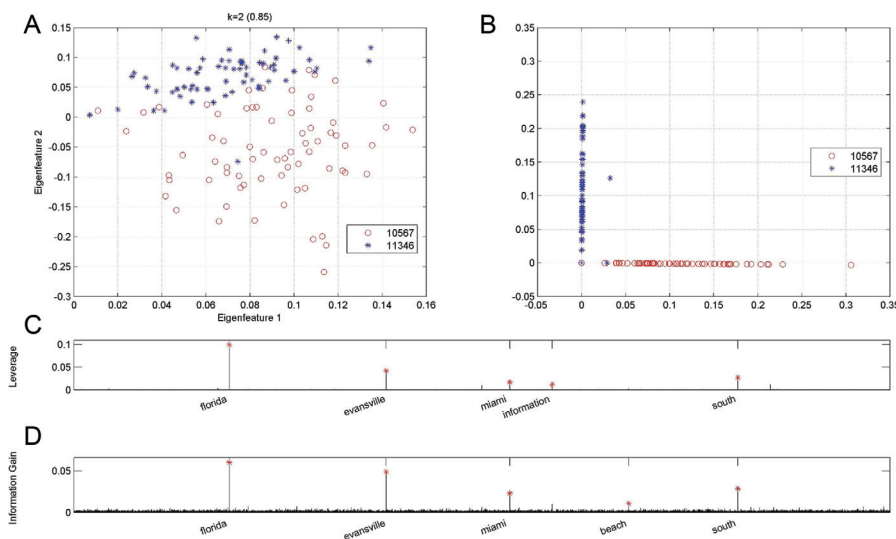 A
k=2 (0.85)
0.15
0.1
0.05
0
-0.05
-0.1
-0.15
-0.2
-0.25
-0.3
Eigenfeature 2
0 0.02 0.04 0.06 0.08 0.1 0.12 0.14 0.16
Eigenfeature 1
10567
11346
B
0.35
0.3
0.25
0.2
0.15
0.1
0.05
0
-0.05
-0.05 0 0.05 0.1 0.15 0.2 0.25 0.3 0.35
10567
11346
C
Leverage
0.1
0.05
0
florida evansville miami information south
D
Information Gain
0.05
0
florida evansville miami beach south